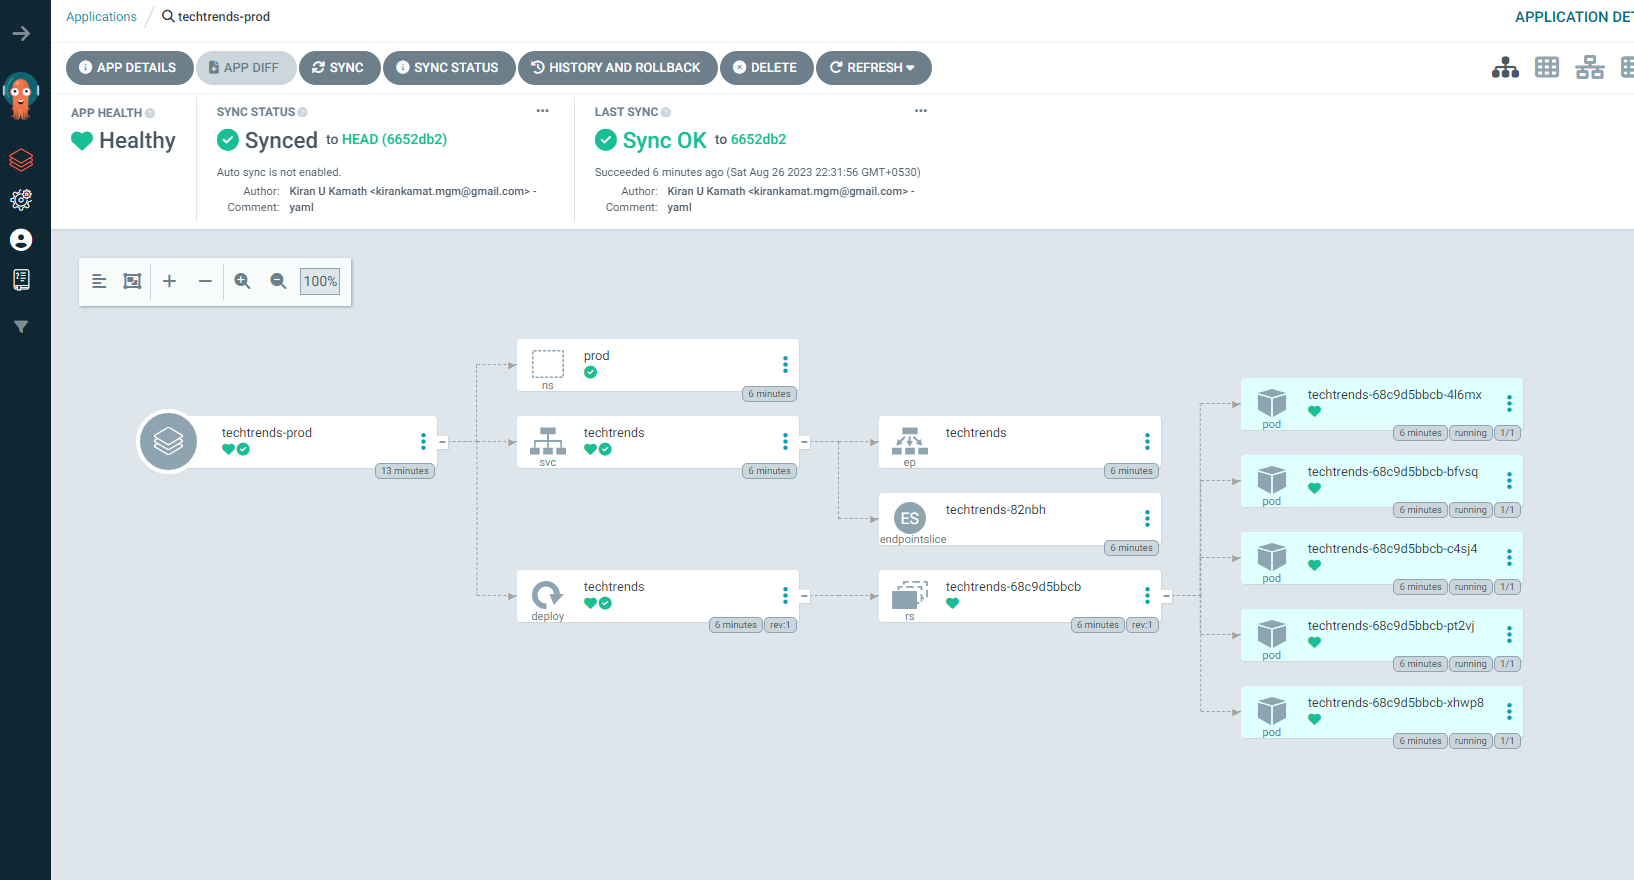 Applications / techtrends-prod
APPLICATION DET
APP DETAILS APP DIFF SYNC SYNC STATUS HISTORY AND ROLLBACK DELETE REFRESH
APP HEALTH
Healthy
SYNC STATUS
Synced to HEAD (6652db2)
Auto sync is not enabled.
Author: Kiran U Kamath <kirankamat.mgm@gmail.com> -
Comment: yaml
LAST SYNC
Sync OK to 6652db2
Succeeded 6 minutes ago (Sat Aug 26 2023 22:31:56 GMT+0530)
Author: Kiran U Kamath <kirankamat.mgm@gmail.com> -
Comment: yaml
100%
techtrends-prod
13 minutes
prod
ns
6 minutes
techtrends
svc
6 minutes
techtrends
deploy
6 minutes rev:1
techtrends
ep
6 minutes
ES
techtrends-82nbh
endpointslice
6 minutes
techtrends-68c9d5bbcb
rs
6 minutes rev:1
techtrends-68c9d5bbcb-4l6mx
pod
6 minutes running 1/1
techtrends-68c9d5bbcb-bfvsq
pod
6 minutes running 1/1
techtrends-68c9d5bbcb-c4sj4
pod
6 minutes running 1/1
techtrends-68c9d5bbcb-pt2vj
pod
6 minutes running 1/1
techtrends-68c9d5bbcb-xhwp8
pod
6 minutes running 1/1